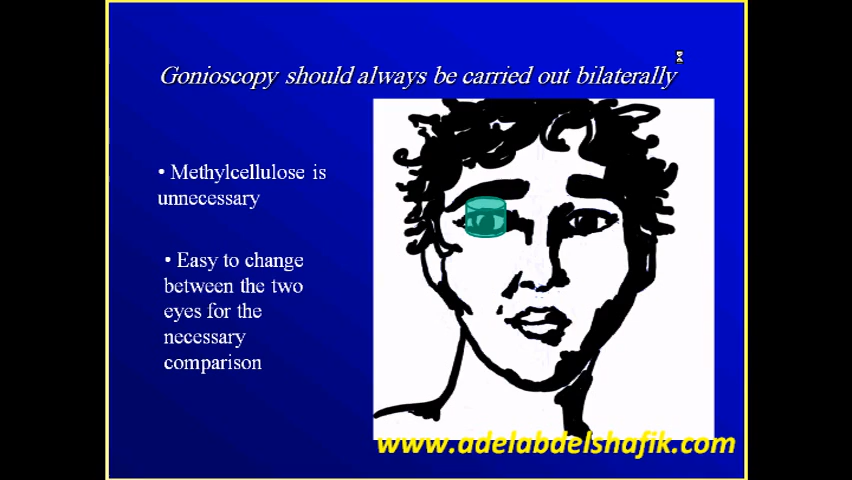 Gonioscopy should always be carried out bilaterally
• Methylcellulose is
unnecessary
• Easy to change
between the two
eyes for the
necessary
comparison
www.adelabdelshafik.com